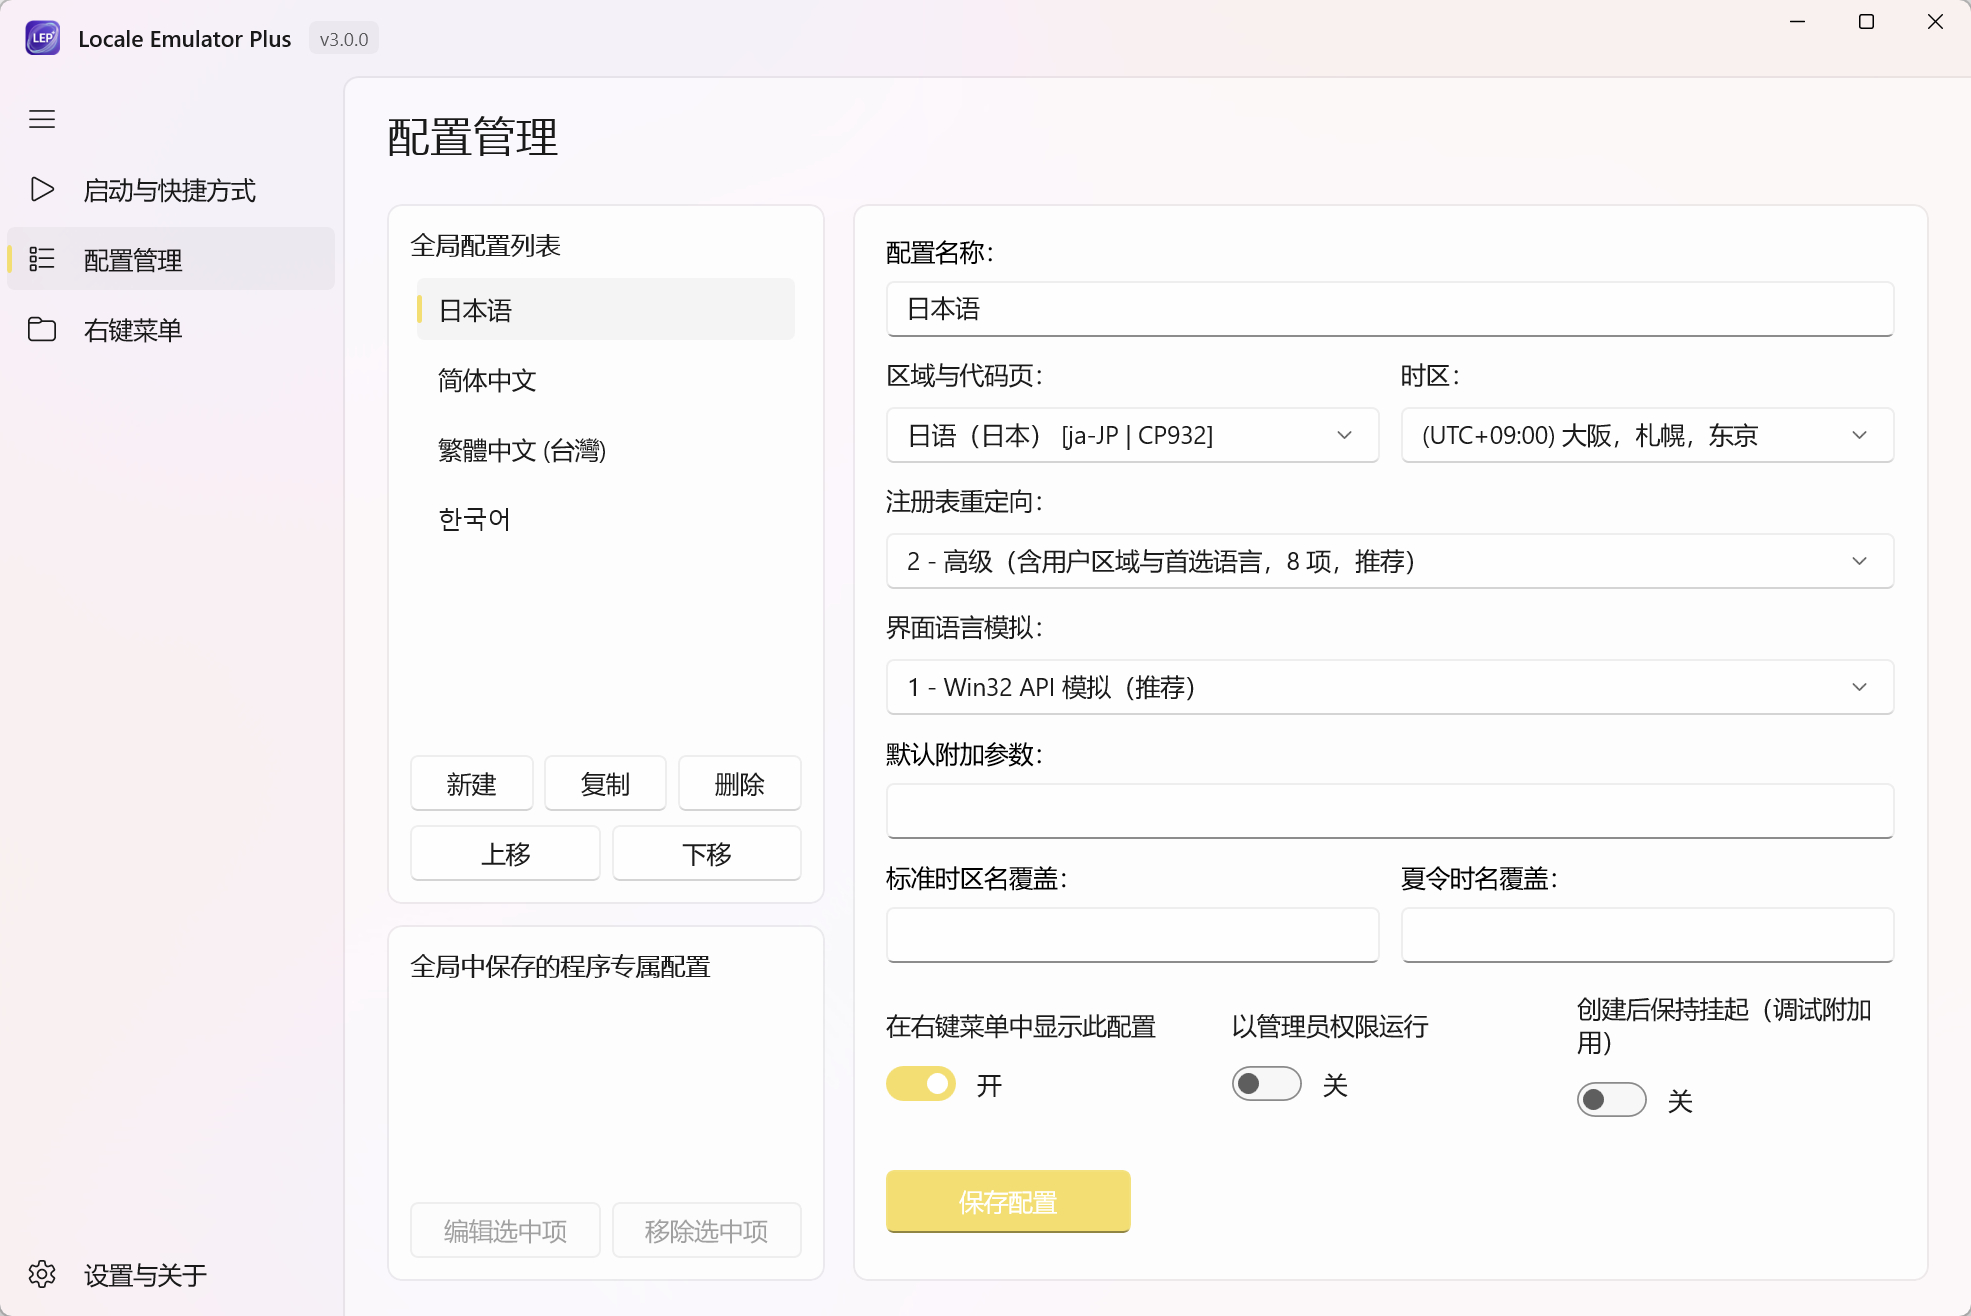 LEP+
Locale Emulator Plus
v3.0.0
启动与快捷方式
配置管理
右键菜单
设置与关于
配置管理
全局配置列表
日本语
简体中文
繁體中文 (台灣)
한국어
新建
复制
删除
上移
下移
全局中保存的程序专属配置
编辑选中项
移除选中项
配置名称：
日本语
区域与代码页：
时区：
日语（日本） [ja-JP | CP932]
(UTC+09:00) 大阪，札幌，东京
注册表重定向：
2 - 高级（含用户区域与首选语言，8 项，推荐）
界面语言模拟：
1 - Win32 API 模拟（推荐）
默认附加参数：
标准时区名覆盖：
夏令时名覆盖：
在右键菜单中显示此配置
开
以管理员权限运行
关
创建后保持挂起（调试附加
用）
关
保存配置